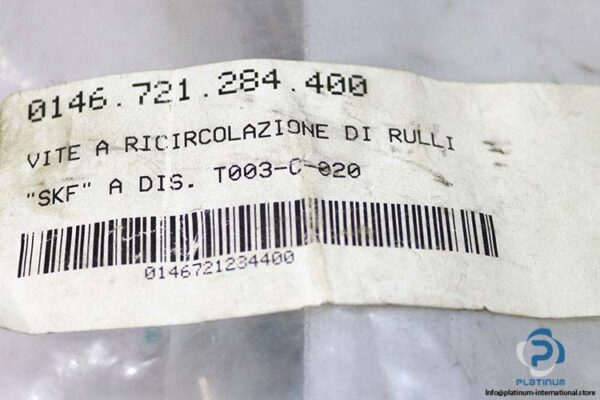 0146.721.284.400
VITE A RICIRCOLAZIONE DI RULLI
"SKF" A DIS. T003-C-020
0146721284400
PLATINUM
Info@platinum-international.store